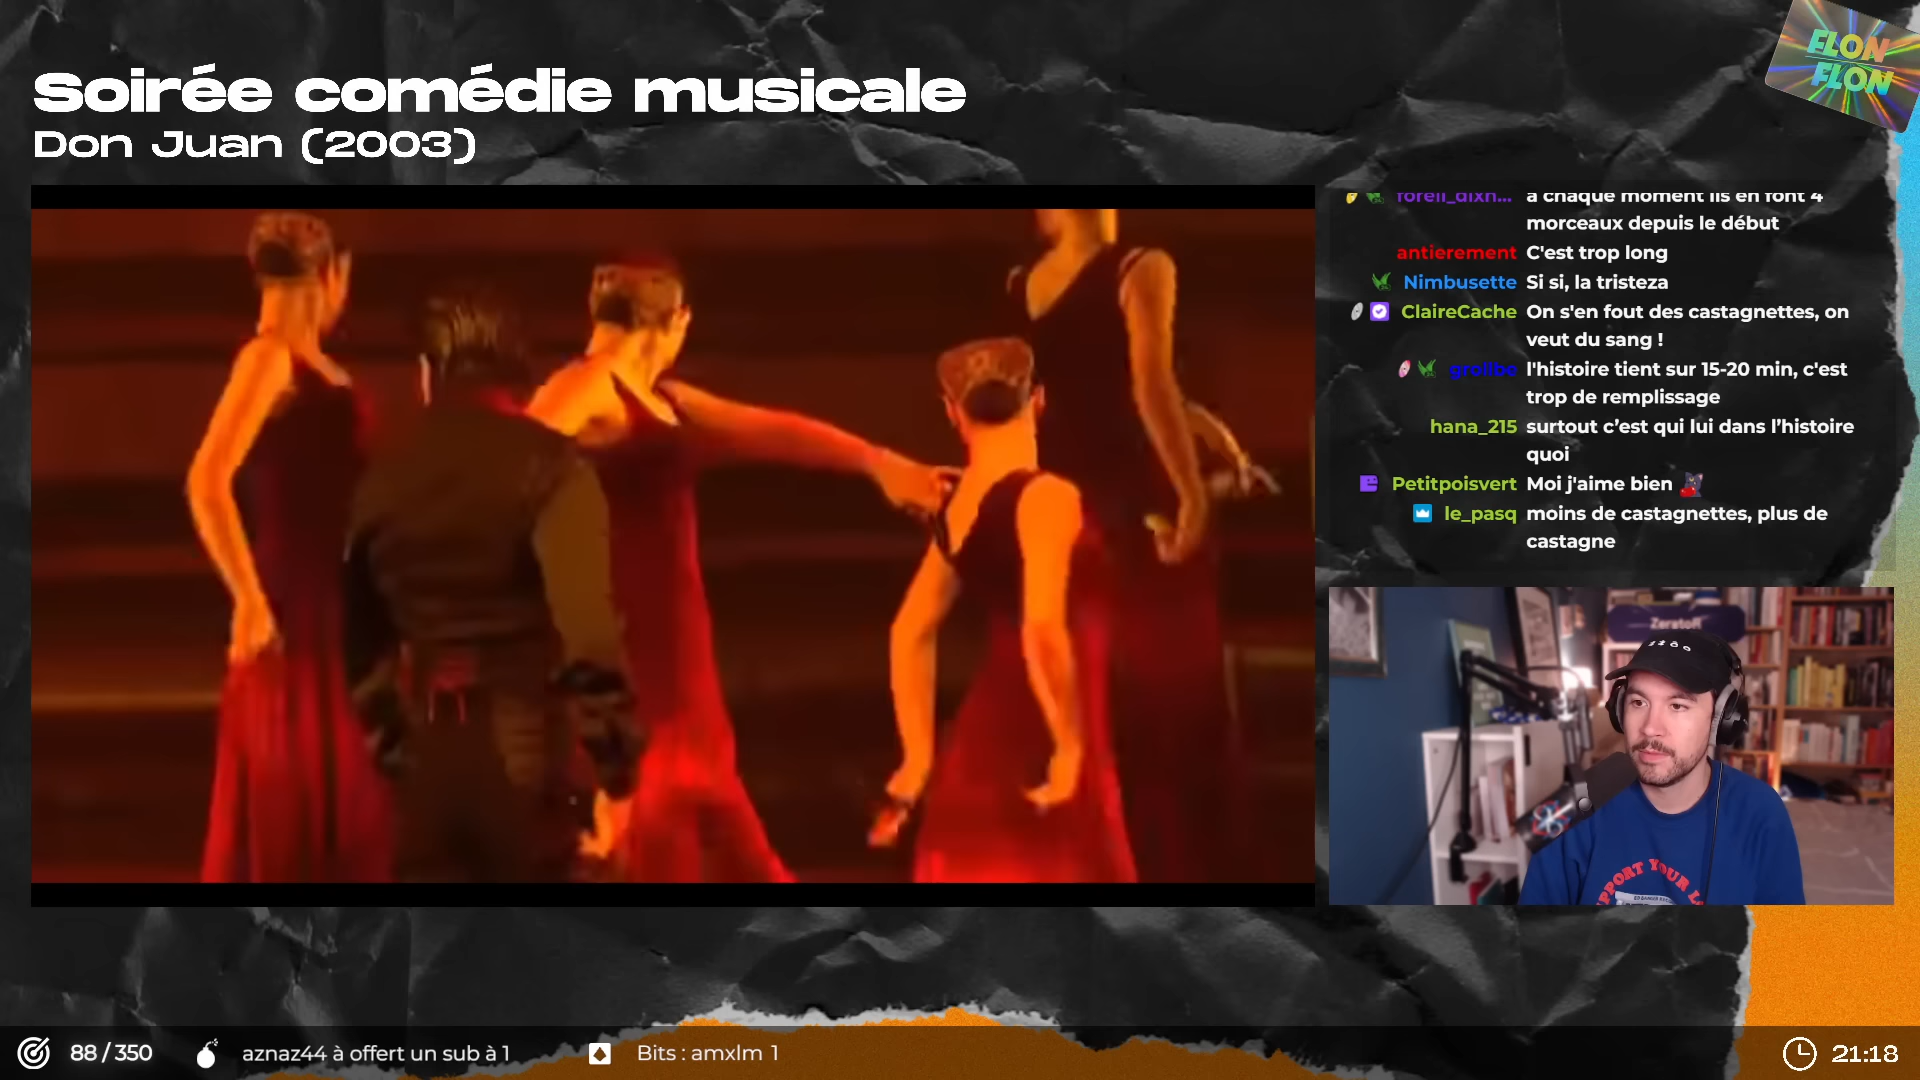 Soirée comédie musicale
Don Juan (2003)
FLON
FLON
à chaque moment ils en font 4
morceaux depuis le début
antierement C'est trop long
Nimbusette Si si, la tristeza
ClaireCache On s'en fout des castagnettes, on
veut du sang !
grolibo l'histoire tient sur 15-20 min, c'est
trop de remplissage
hana_215 surtout c’est qui lui dans l’histoire
quoi
Petitpoisvert Moi j'aime bien
le_pasq moins de castagnettes, plus de
castagne
ZeratoR
PPORT YOUR L
88 / 350
aznaz44 à offert un sub à 1
Bits : amxlm 1
21:18